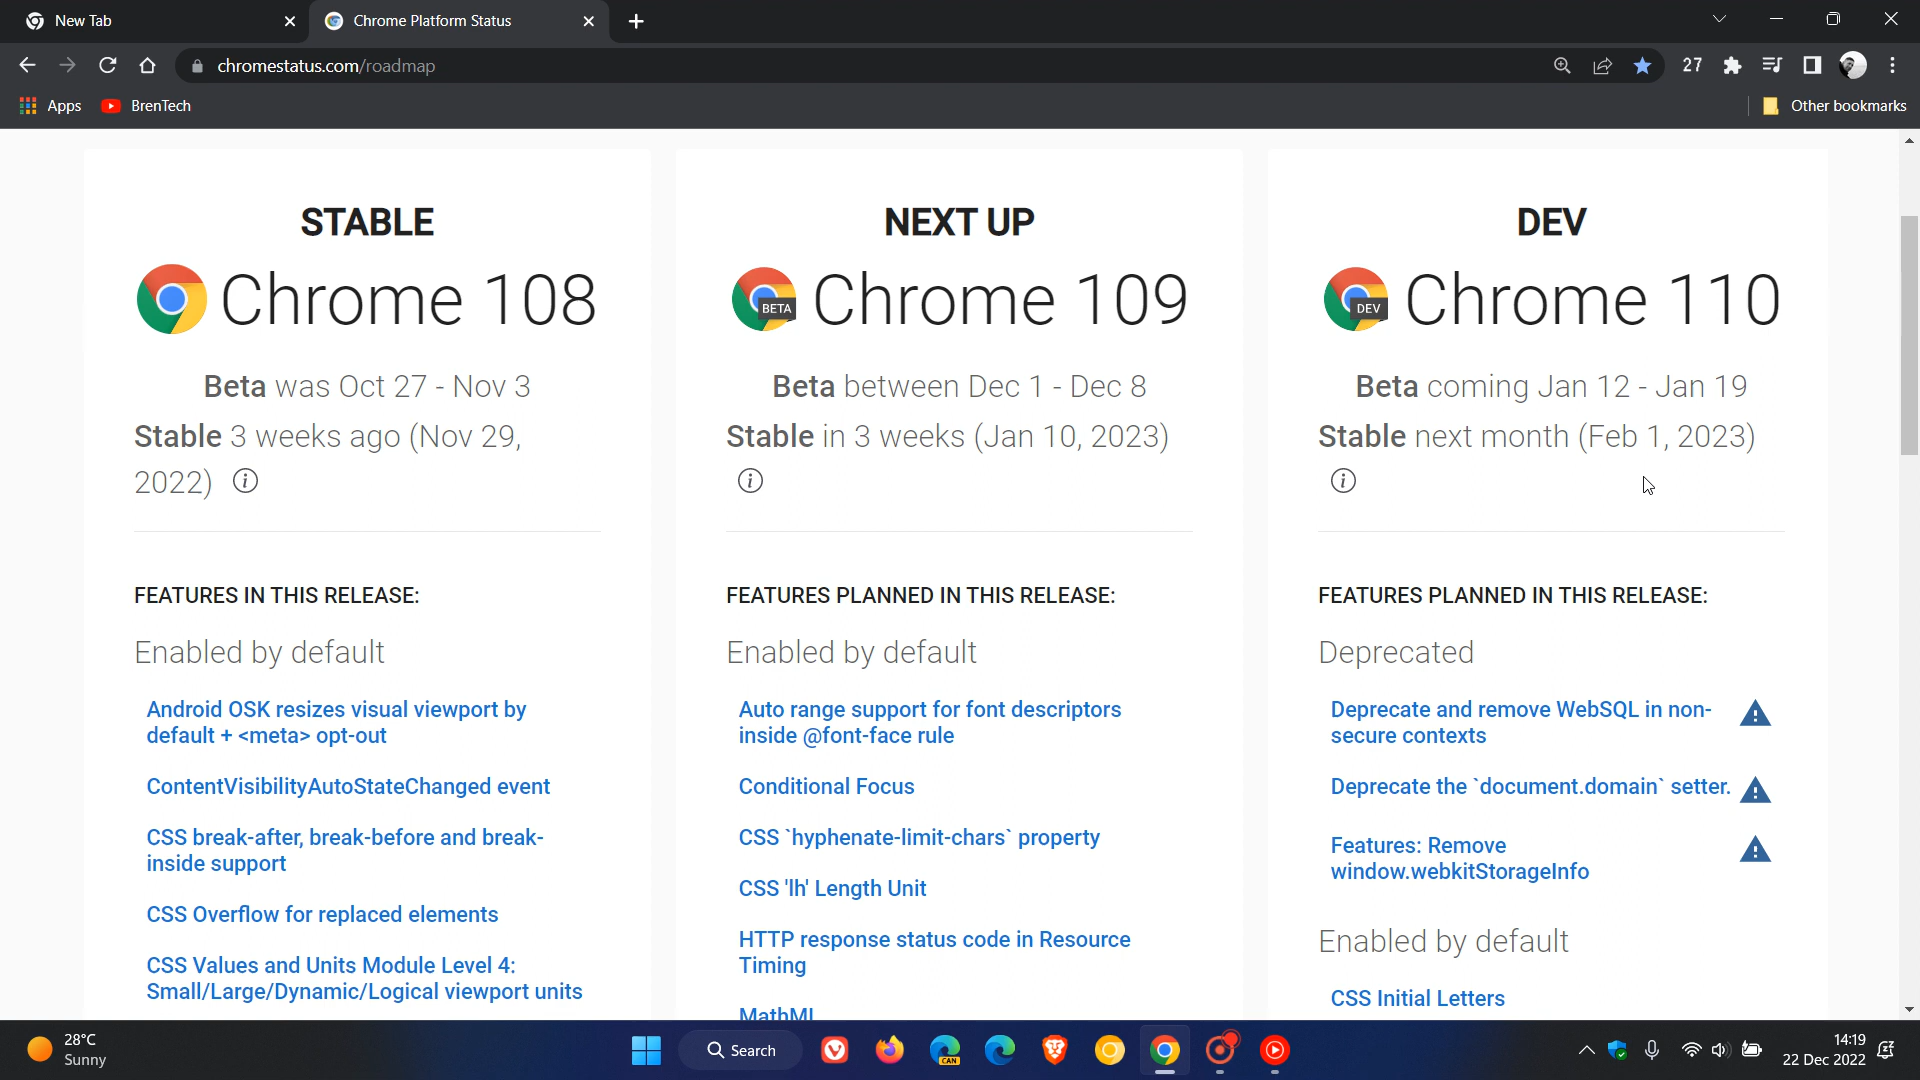 New Tab
Chrome Platform Status
chromestatus.com/roadmap
27
Apps
BrenTech
Other bookmarks
STABLE
Chrome 108
Beta was Oct 27 - Nov 3
Stable 3 weeks ago (Nov 29,
2022)
FEATURES IN THIS RELEASE:
Enabled by default
Android OSK resizes visual viewport by
default + <meta> opt-out
ContentVisibilityAutoStateChanged event
CSS break-after, break-before and break-
inside support
CSS Overflow for replaced elements
CSS Values and Units Module Level 4:
Small/Large/Dynamic/Logical viewport units
NEXT UP
BETA
Chrome 109
Beta between Dec 1 - Dec 8
Stable in 3 weeks (Jan 10, 2023)
FEATURES PLANNED IN THIS RELEASE:
Enabled by default
Auto range support for font descriptors
inside @font-face rule
Conditional Focus
CSS `hyphenate-limit-chars` property
CSS 'lh' Length Unit
HTTP response status code in Resource
Timing
MathML
DEV
DEV
Chrome 110
Beta coming Jan 12 - Jan 19
Stable next month (Feb 1, 2023)
FEATURES PLANNED IN THIS RELEASE:
Deprecated
Deprecate and remove WebSQL in non-
secure contexts
Deprecate the `document.domain` setter.
Features: Remove
window.webkitStorageInfo
Enabled by default
CSS Initial Letters
28°C
Sunny
Search
CAN
14:19
22 Dec 2022